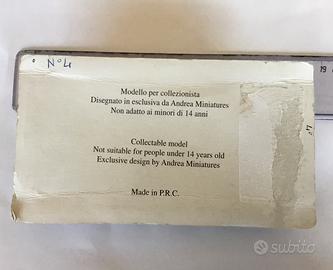 N°4
Modello per collezionista
Disegnato in esclusiva da Andrea Miniatures
Non adatto ai minori di 14 anni
Collectable model
Not suitable for people under 14 years old
Exclusive design by Andrea Miniatures
Made in P.R.C.
19
subito